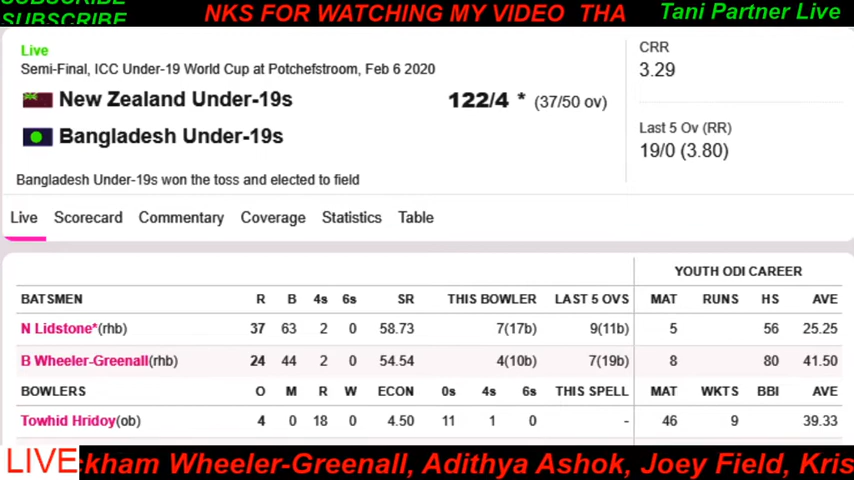 SUBSCRIBE
SUBSCRIBE
NKS FOR WATCHING MY VIDEO THA
Tani Partner Live
Live
Semi-Final, ICC Under-19 World Cup at Potchefstroom, Feb 6 2020
New Zealand Under-19s 122/4 * (37/50 ov)
Bangladesh Under-19s
Bangladesh Under-19s won the toss and elected to field
CRR
3.29
Last 5 Ov (RR)
19/0 (3.80)
Live Scorecard Commentary Coverage Statistics Table
YOUTH ODI CAREER
BATSMEN R B 4s 6s SR THIS BOWLER LAST 5 OVS MAT RUNS HS AVE
N Lidstone*(rhb) 37 63 2 0 58.73 7(17b) 9(11b) 5 56 25.25
B Wheeler-Greenall(rhb) 24 44 2 0 54.54 4(10b) 7(19b) 8 80 41.50
BOWLERS O M R W ECON 0s 4s 6s THIS SPELL MAT WKTS BBI AVE
Towhid Hridoy(ob) 4 0 18 0 4.50 11 1 0 - 46 9 39.33
LIVE ckham Wheeler-Greenall, Adithya Ashok, Joey Field, Kris